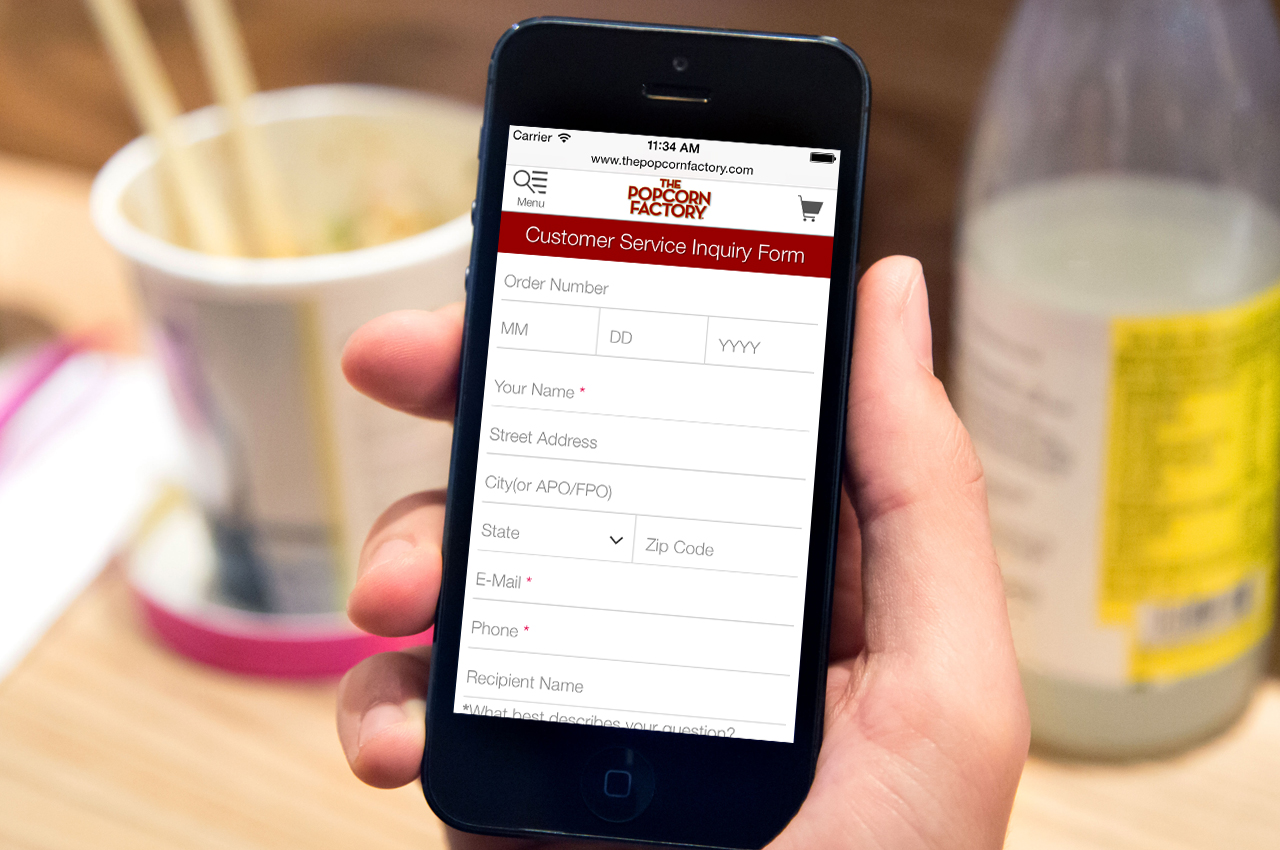 Carrier
11:34 AM
www.thepopcornfactory.com
Menu
THE
POPCORN
FACTORY
Customer Service Inquiry Form
Order Number
MM DD YYYY
Your Name *
Street Address
City(or APO/FPO)
State Zip Code
E-Mail *
Phone *
Recipient Name
*What best describes your question?